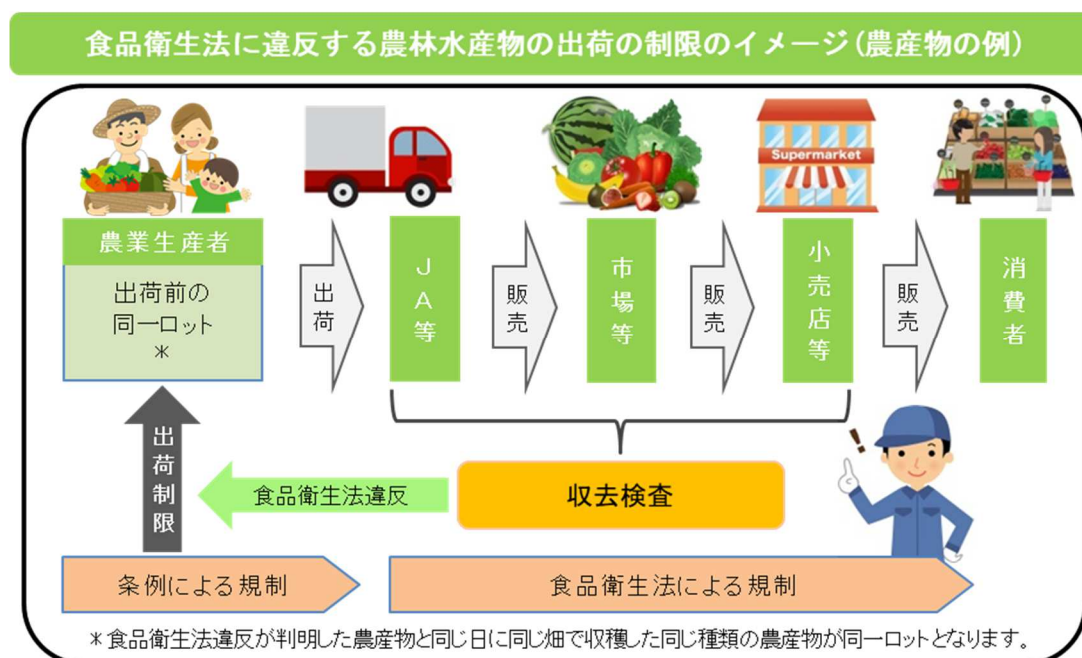 食品衛生法に違反する農林水産物の出荷の制限のイメージ(農産物の例)
Supermarket
農業生産者
出荷前の
同一ロット
*
出荷
JA等
販売
市場等
販売
小売店等
販売
消費者
出荷制限
食品衛生法違反
収去検査
条例による規制
食品衛生法による規制
*食品衛生法違反が判明した農産物と同じ日に同じ畑で収穫した同じ種類の農産物が同一ロットとなります。